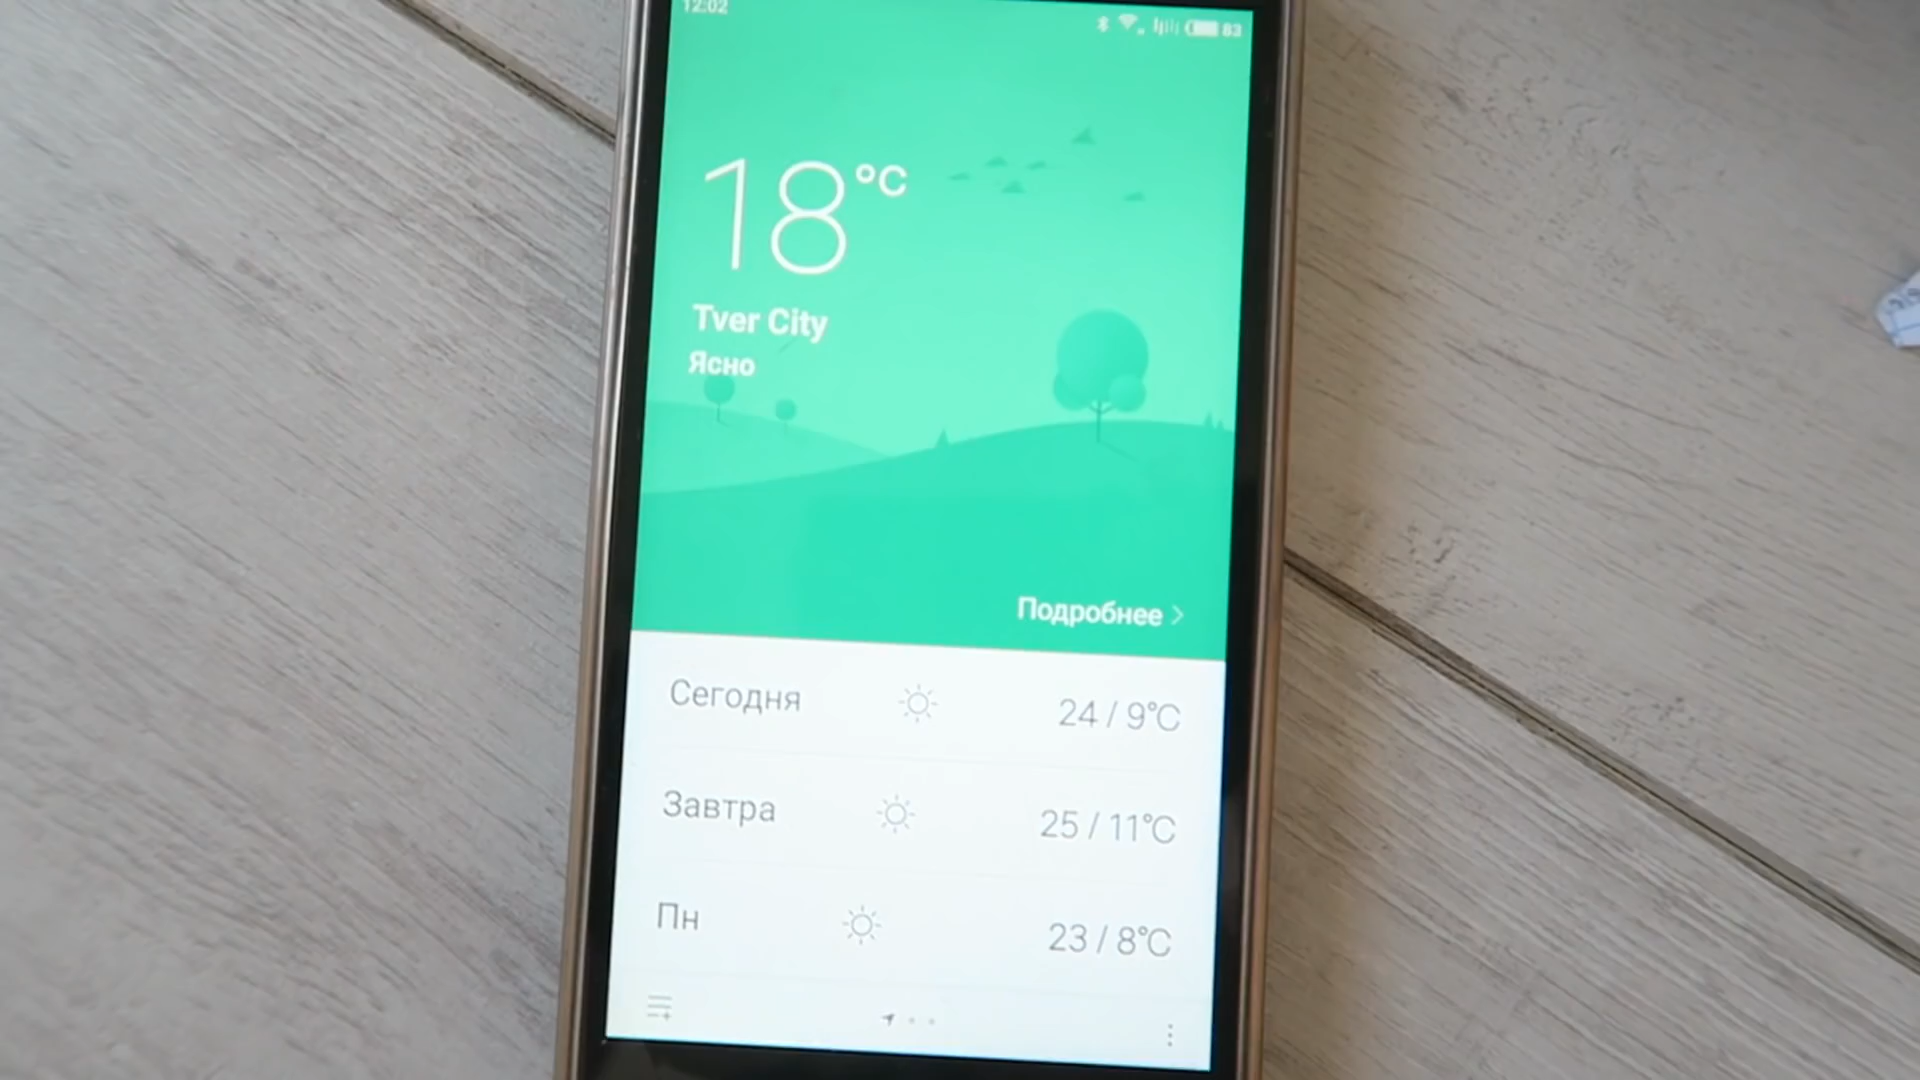 12:02
83
18°C
Tver City
Ясно
Подробнее >
Сегодня 24 / 9°C
Завтра 25 / 11°C
Пн 23 / 8°C